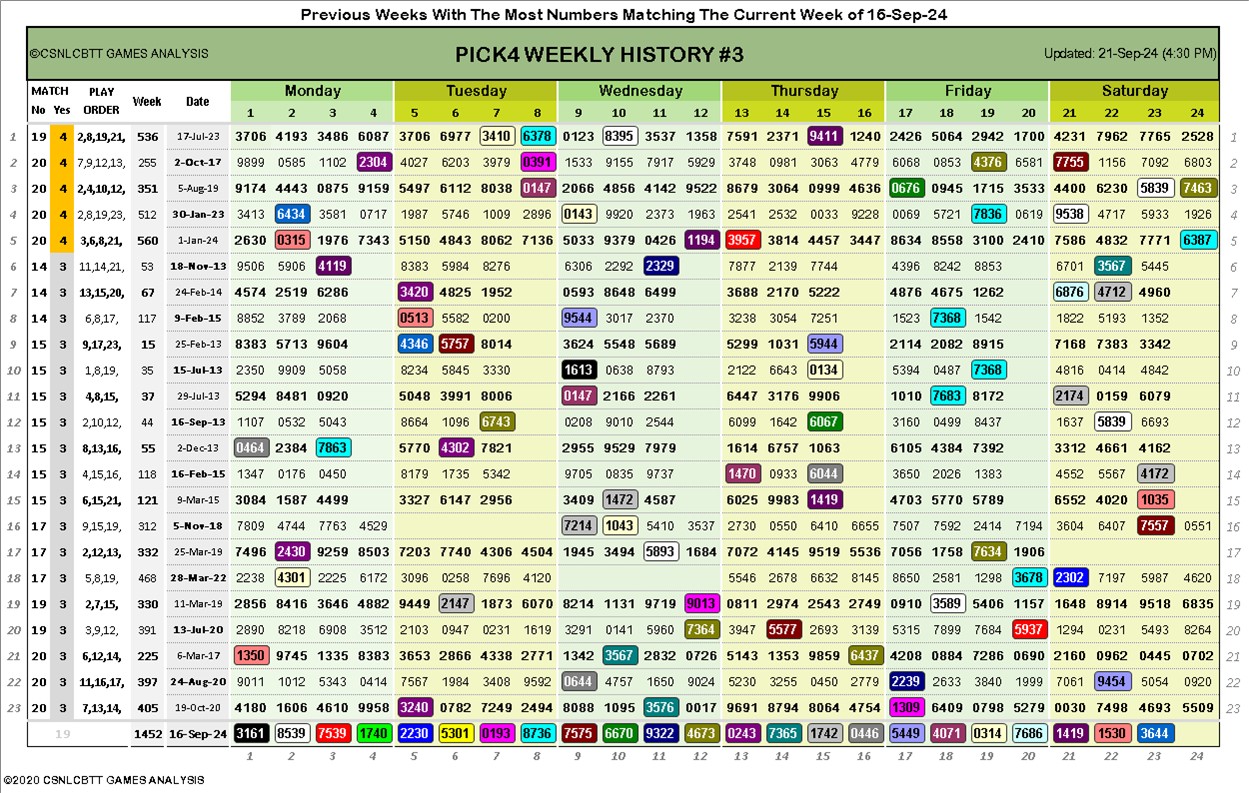 Previous Weeks With The Most Numbers Matching The Current Week of 16-Sep-24
©CSNLCBTT GAMES ANALYSIS PICK4 WEEKLY HISTORY #3 Updated: 21-Sep-24 (4:30 PM)
MATCH PLAY Week Date Monday Tuesday Wednesday Thursday Friday Saturday
No Yes ORDER 1 2 3 4 5 6 7 8 9 10 11 12 13 14 15 16 17 18 19 20 21 22 23 24
1 19 4 2,8,19,21, 536 17-Jul-23 3706 4193 3486 6087 3706 6977 3410 6378 0123 8395 3537 1358 7591 2371 9411 1240 2426 5064 2942 1700 4231 7962 7765 2528 1
2 20 4 7,9,12,13, 255 2-Oct-17 9899 0585 1102 2304 4027 6203 3979 0391 1533 9155 7917 5929 3748 0981 3063 4779 6068 0853 4376 6581 7755 1156 7092 6803 2
3 20 4 2,4,10,12, 351 5-Aug-19 9174 4443 0875 9159 5497 6112 8038 0147 2066 4856 4142 9522 8679 3064 0999 4636 0676 0945 1715 3533 4400 6230 5839 7463 3
4 20 4 2,8,19,23, 512 30-Jan-23 3413 6434 3581 0717 1987 5746 1009 2896 0143 9920 2373 1963 2541 2532 0033 9228 0069 5721 7836 0619 9538 4717 5933 1926 4
5 20 4 3,6,8,21, 560 1-Jan-24 2630 0315 1976 7343 5150 4843 8062 7136 5033 9379 0426 1194 3957 3814 4457 3447 8634 8558 3100 2410 7586 4832 7771 6387 5
6 14 3 11,14,21, 53 18-Nov-13 9506 5906 4119 8383 5984 8276 6306 2292 2329 7877 2139 7744 4396 8242 8853 6701 3567 5445 6
7 14 3 13,15,20, 67 24-Feb-14 4574 2519 6286 3420 4825 1952 0593 8648 6499 3688 2170 5222 4876 4675 1262 6876 4712 4960 7
8 14 3 6,8,17, 117 9-Feb-15 8852 3789 2068 0513 5582 0200 9544 3017 2370 3238 3054 7251 1328 7368 1542 1822 5193 1352 8
9 15 3 9,17,23, 15 25-Feb-13 8383 5713 9604 4346 5757 8014 3624 5548 5689 5299 1031 5944 2114 2082 8915 7168 7383 3342 9
10 15 3 1,8,19, 35 15-Jul-13 2350 9909 5058 8234 5845 3330 1613 0638 8793 2122 6643 0134 5394 0487 7368 4816 0414 4842 10
11 15 3 4,8,15, 37 29-Jul-13 5294 8481 0920 5048 3991 8006 0147 2166 2261 6447 3176 9906 1010 7683 8172 2174 0159 6079 11
12 15 3 2,10,12, 44 16-Sep-13 1107 0532 5043 8664 1096 6743 0208 9010 2544 6099 1642 6067 3160 0499 8437 1637 5839 6693 12
13 15 3 8,13,16, 55 2-Dec-13 0464 2384 7863 5770 4302 7821 2955 9529 7979 1614 6757 1063 6105 4384 7392 3312 4661 4162 13
14 15 3 4,15,16, 118 16-Feb-15 1347 0176 0450 8179 1735 5342 9705 0835 9737 1470 0933 6044 3650 2026 1383 4552 5567 4172 14
15 15 3 6,15,21, 121 9-Mar-15 3084 1587 4499 3327 6147 2956 3409 1472 4587 6025 9983 1419 4703 5770 5789 6552 4020 1035 15
16 17 3 9,15,19, 312 5-Nov-18 7809 4744 7763 4529 7214 1043 5410 3537 2730 0550 6410 6655 7507 7592 2414 7194 3604 6407 7557 0551 16
17 17 3 2,12,13, 332 25-Mar-19 7496 2430 9259 8503 7203 7740 4306 4504 1945 3494 5893 1684 7072 4145 9519 5536 7056 1758 7634 1906 17
18 17 3 5,8,19, 468 28-Mar-22 2238 4301 2225 6172 3096 0258 7696 4120 5546 2678 6632 8145 8650 2581 1298 3678 2302 7197 5987 4620 18
19 19 3 2,7,15, 330 11-Mar-19 2856 8416 3646 4882 9449 2147 1873 6070 8214 1131 9719 9013 0811 2974 2543 2749 0910 3589 5406 1157 1648 8914 9518 6835 19
20 19 3 3,9,12, 391 13-Jul-20 2890 8218 6908 3512 2103 0947 0231 1619 3291 0141 5960 7364 3947 5577 2693 3139 5315 7899 7684 5937 1294 0231 5493 8264 20
21 20 3 6,12,14, 225 6-Mar-17 1350 9745 1335 8383 3653 2866 4338 2771 1342 3567 2832 0726 5143 1353 9859 6437 4208 0884 7286 0690 2160 0962 0445 0702 21
22 20 3 11,16,17, 397 24-Aug-20 9011 1012 5343 0414 7567 1984 3408 9592 0644 4757 1650 9024 5230 3255 0450 2779 2239 2633 3840 1999 7061 9454 5054 0920 22
23 20 3 7,13,14, 405 19-Oct-20 4180 1606 4610 9958 3240 0782 7249 2494 8088 1095 3576 0017 9691 8794 8064 4754 1309 6409 0798 5279 0030 7498 4693 5509 23
19 1452 16-Sep-24 3161 8539 7539 1740 2230 5301 0193 8736 7575 6670 9322 4673 0243 7365 1742 0446 5449 4071 0314 7686 1419 1530 3644
1 2 3 4 5 6 7 8 9 10 11 12 13 14 15 16 17 18 19 20 21 22 23 24
©2020 CSNLCBTT GAMES ANALYSIS